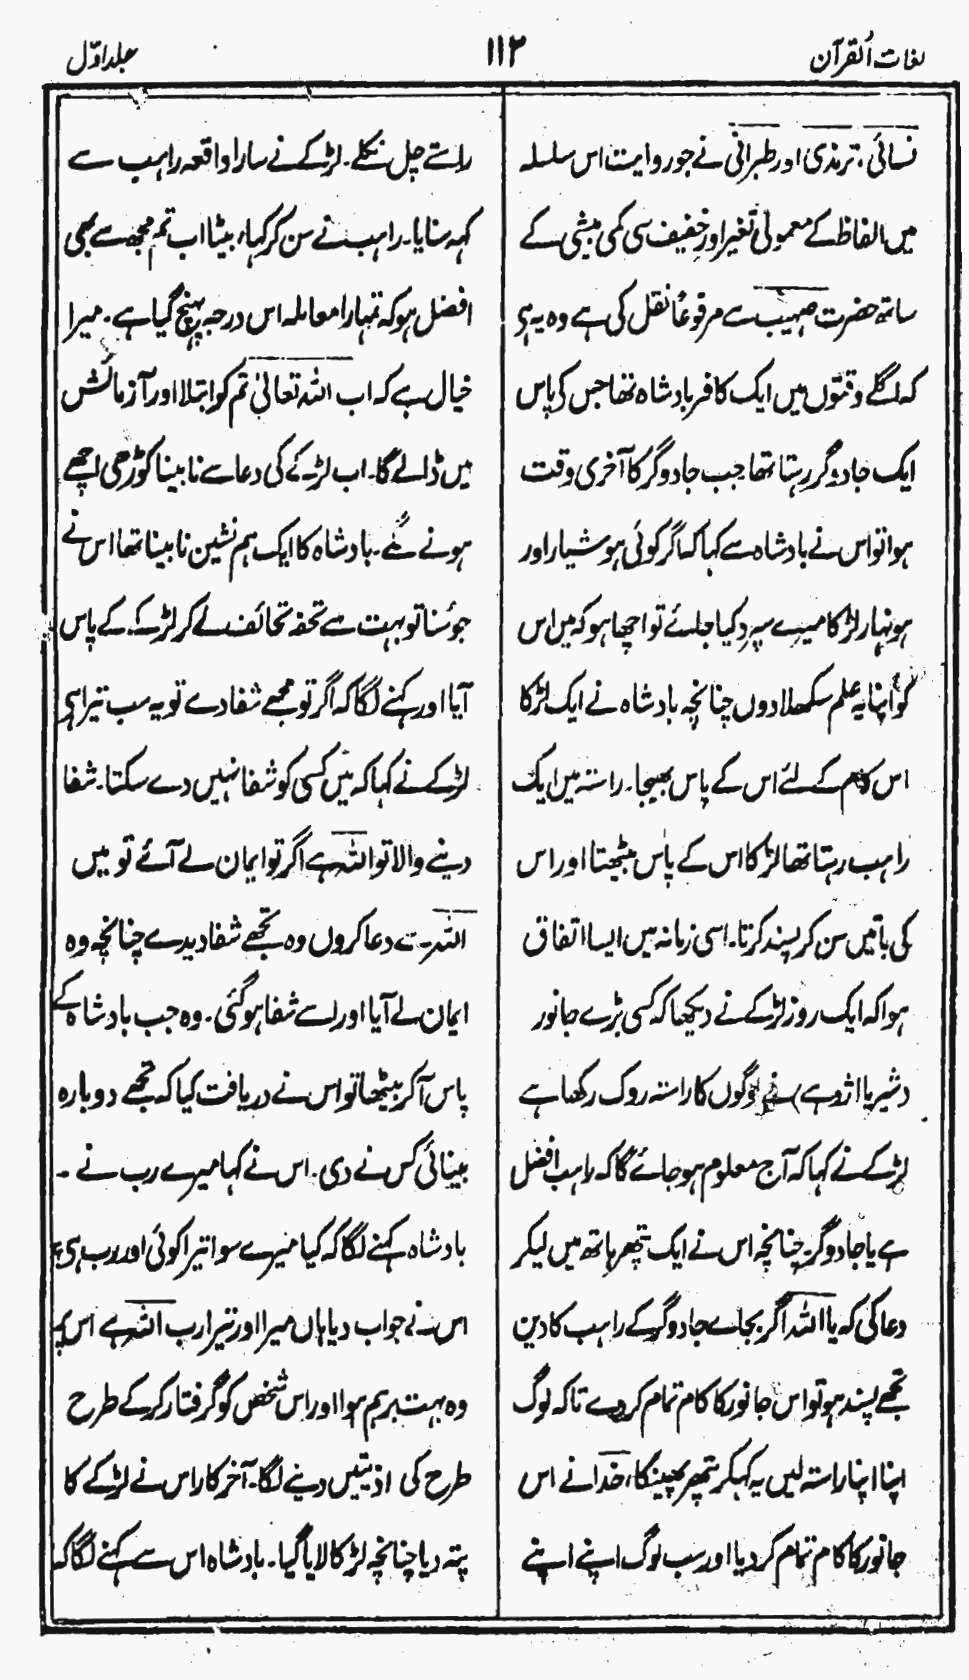 لغات القرآن
۱۱۲
جلد اوّل
نسائی، ترمذی اور طبرانی نے جو روایت اس سلسلہ
میں الفاظ کے معمولی تغیر اور خفیف سی کمی بیشی کے
ساتھ حضرت صہیب سے مرفوعًا نقل کی ہے وہ یہ ہے
کہ اگلے وقتوں میں ایک کافر بادشاہ تھا جس کی پاس
ایک جادوگر رہتا تھا جب جادوگر کا آخری وقت
ہوا تو اس نے بادشاہ سے کہا کہ اگر کوئی ہوشیار اور
ہونہار لڑکا میرے سپرد کیا جائے تو اچھا ہو کہ میں اس
کو اپنا یہ علم سکھلا دوں چنانچہ بادشاہ نے ایک لڑکا
اس کام کے لئے اس کے پاس بھیجا۔ راستہ میں ایک
راہب رہتا تھا لڑکا اس کے پاس بیٹھتا اور اس
کی باتیں سن کر پسند کرتا۔ اسی زمانہ میں ایسا اتفاق
ہوا کہ ایک روز لڑکے نے دیکھا کہ کسی بڑے جانور
(شیر یا اژدہے) نے لوگوں کا راستہ روک رکھا ہے
لڑکے نے کہا کہ آج معلوم ہو جائے گا کہ راہب افضل
ہے یا جادوگر۔ چنانچہ اس نے ایک پتھر ہاتھ میں لیکر
دعا کی کہ یا اللہ اگر بجاے جادوگر کے راہب کا دین
تجھے پسند ہو تو اس جانور کا کام تمام کردے تاکہ لوگ
اپنا اپنا راستہ لیں یہ کہکر پتھر پھینکا، خدا نے اس
جانور کا کام تمام کر دیا اور سب لوگ اپنے اپنے
راستے چل نکلے۔ لڑکے نے سارا واقعہ راہب سے
کہہ سنایا۔ راہب نے سن کر کہا، بیٹا اب تم مجھ سے بھی
افضل ہو کہ تمہارا معاملہ اس درجہ پہنچ گیا ہے۔ میرا
خیال ہے کہ اب اللہ تعالیٰ تم کو ابتلا اور آزمائش
میں ڈالے گا۔ اب لڑکے کی دعا سے نابینا کوڑھی اچھے
ہونے لگے۔ بادشاہ کا ایک ہم نشین نابینا تھا اس نے
جو سُنا تو بہت سے تحفہ تحائف لے کر لڑکے کے پاس
آیا اور کہنے لگا کہ اگر تو مجھے شفا دے تو یہ سب تیرا ہی
لڑکے نے کہا کہ میں کسی کو شفا نہیں دے سکتا۔ شفا
دینے والا تو اللہ ہے اگر تو ایمان لے آئے تو میں
اللہ سے دعا کروں وہ تجھے شفا دیدے چنانچہ وہ
ایمان لے آیا اور اسے شفا ہو گئی۔ وہ جب بادشاہ کے
پاس آ کر بیٹھا تو اس نے دریافت کیا کہ تجھے دوبارہ
بینائی کس نے دی۔ اس نے کہا میرے رب نے ۔
بادشاہ کہنے لگا کہ کیا میرے سوا تیرا کوئی اور رب ہی ہے
اس نے جواب دیا ہاں میرا اور تیرا رب اللہ ہے اس پر
وہ بہت برہم ہوا اور اس شخص کو گرفتار کر کے طرح
طرح کی اذیتیں دینے لگا۔ آخر کار اس نے لڑکے کا
پتہ دیا چنانچہ لڑکا لایا گیا۔ بادشاہ اس سے کہنے لگا کہ